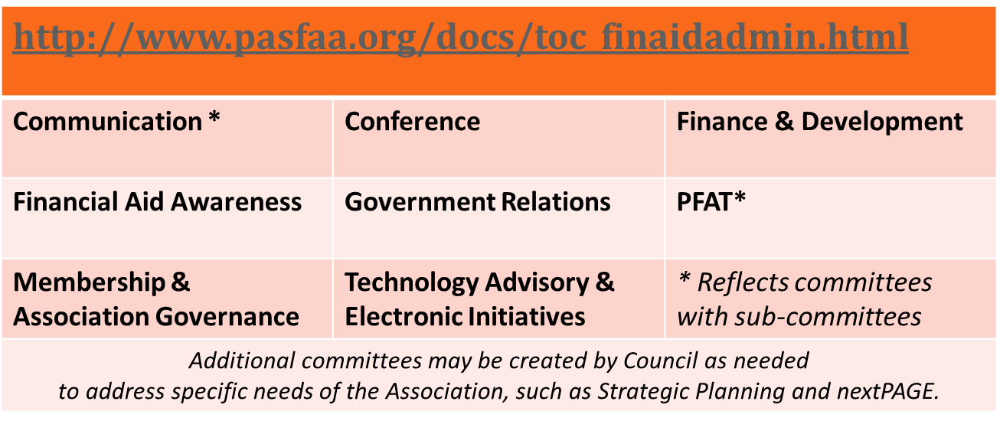 http://www.pasfaa.org/docs/toc_finaidadmin.html
Communication *
Conference
Finance & Development
Financial Aid Awareness
Government Relations
PFAT*
Membership &
Association Governance
Technology Advisory &
Electronic Initiatives
* Reflects committees
with sub-committees
Additional committees may be created by Council as needed
to address specific needs of the Association, such as Strategic Planning and nextPAGE.